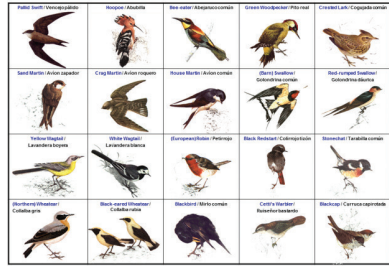 Pallid Swift / Vencejo pálido
Hoopoe / Abubilla
Bee-eater / Abejaruco común
Green Woodpecker / Pito real
Crested Lark / Cogujada común
Sand Martin / Avión zapador
Crag Martin / Avión roquero
House Martin / Avión común
(Barn) Swallow /
Golondrina común
Red-rumped Swallow /
Golondrina dáurica
Yellow Wagtail /
Lavandera boyera
White Wagtail /
Lavandera blanca
(European) Robin / Petirrojo
Black Redstart / Colirrojo tizón
Stonechat / Tarabilla común
(Northern) Wheatear /
Collalba gris
Black-eared Wheatear /
Collalba rubia
Blackbird / Mirlo común
Cetti's Warbler /
Ruiseñor bastardo
Blackcap / Curruca capirotada